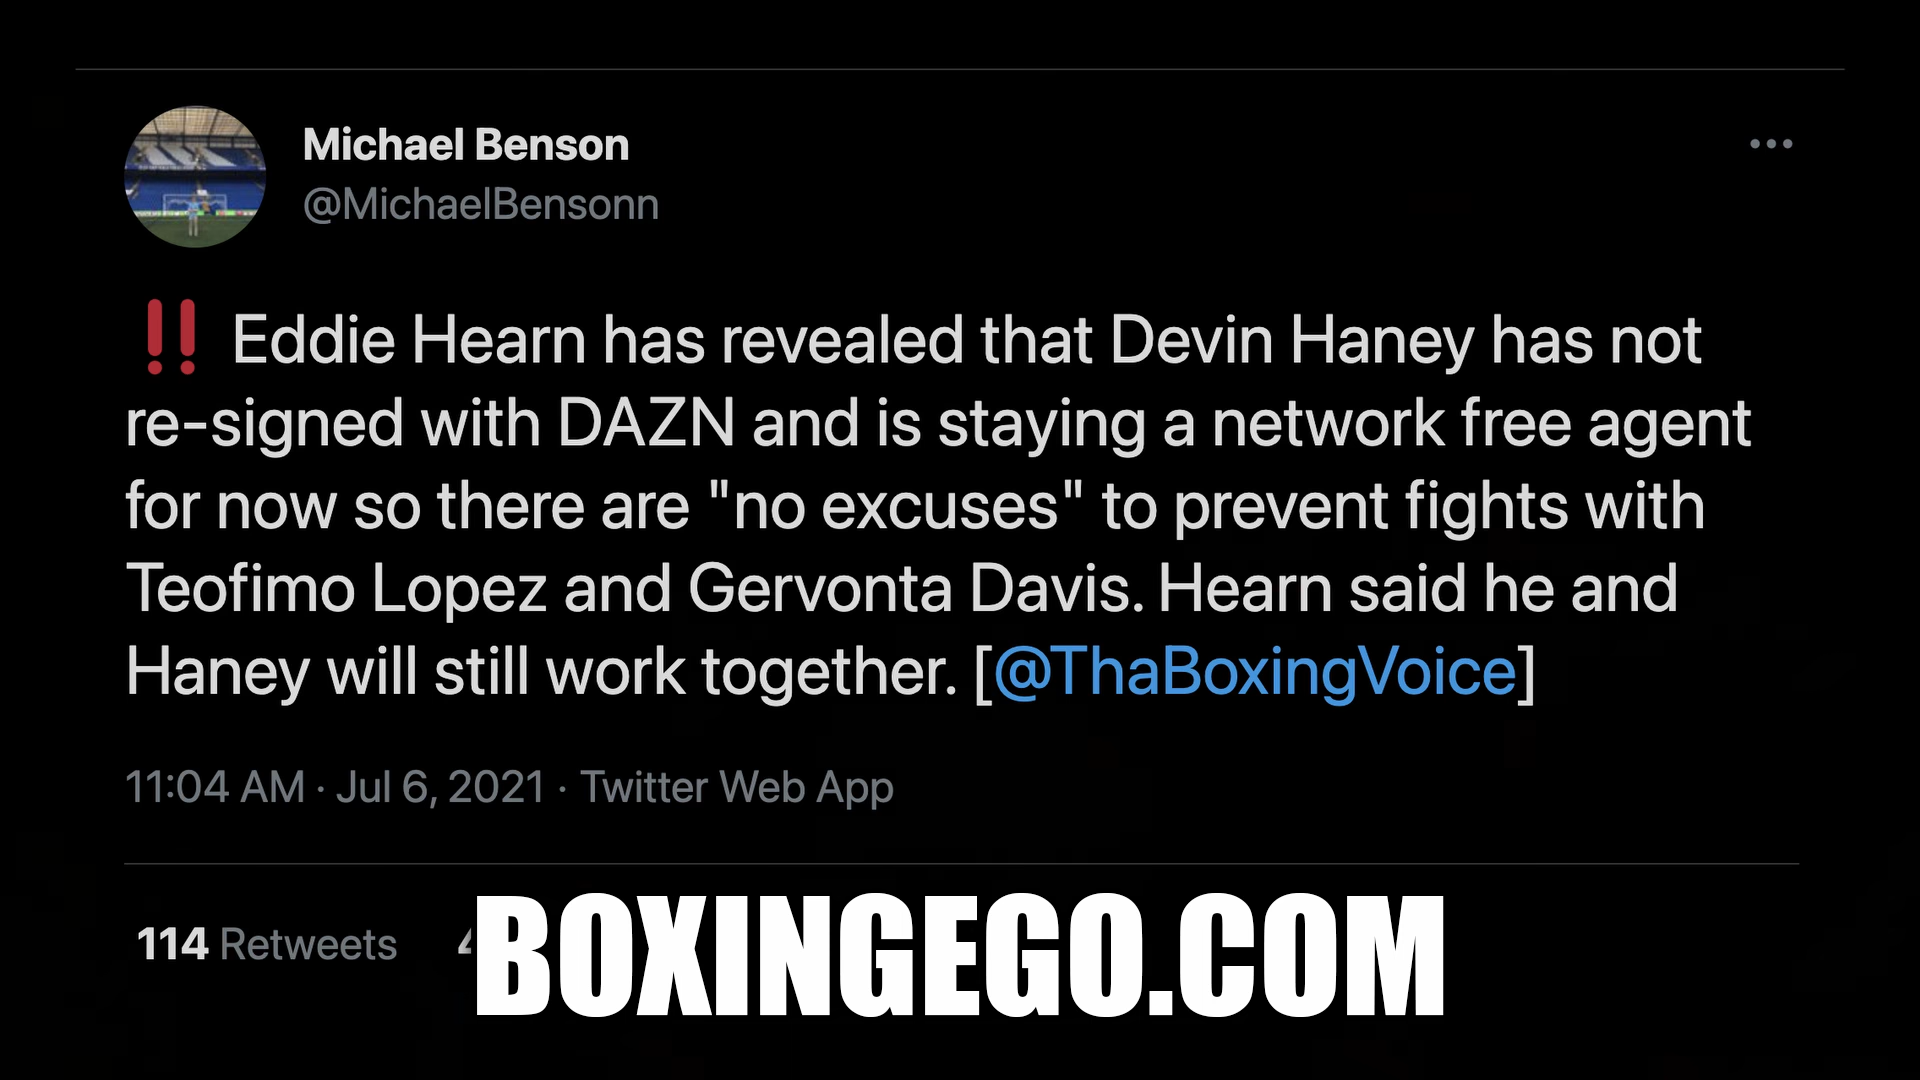 Michael Benson
@MichaelBensonn
‼ Eddie Hearn has revealed that Devin Haney has not
re-signed with DAZN and is staying a network free agent
for now so there are "no excuses" to prevent fights with
Teofimo Lopez and Gervonta Davis. Hearn said he and
Haney will still work together. [@ThaBoxingVoice]
11:04 AM · Jul 6, 2021 · Twitter Web App
114 Retweets
BOXINGEGO.COM